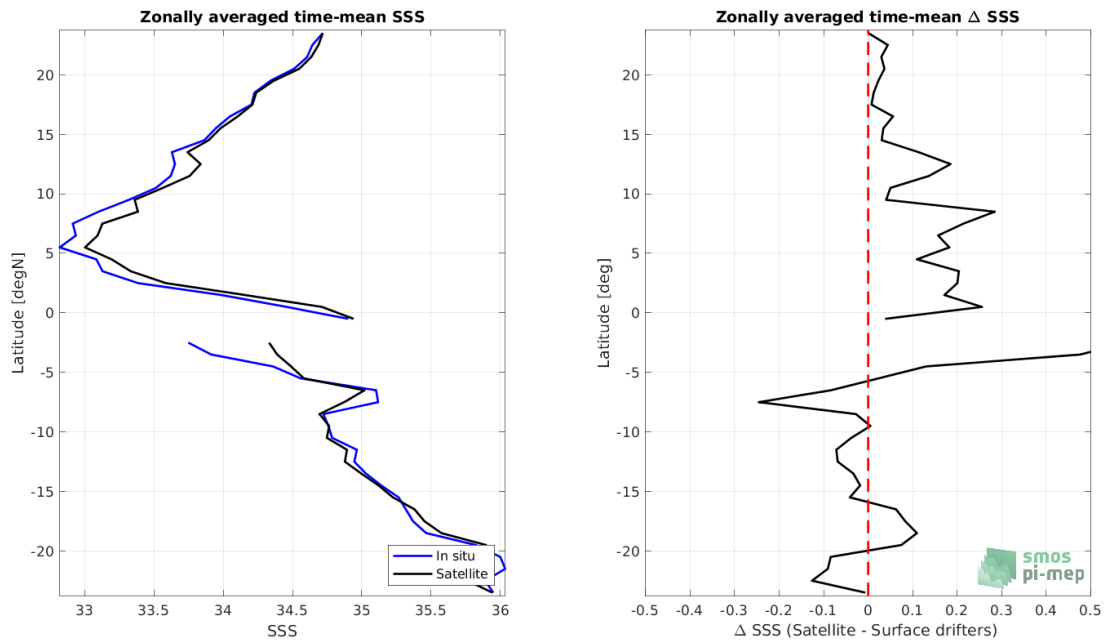 Zonally averaged time-mean SSS
Latitude [degN]
20
15
10
5
0
-5
-10
-15
-20
In situ
Satellite
33 33.5 34 34.5 35 35.5 36
SSS
Zonally averaged time-mean Δ SSS
Latitude [deg]
20
15
10
5
0
-5
-10
-15
-20
smos
pi-mep
-0.5 -0.4 -0.3 -0.2 -0.1 0 0.1 0.2 0.3 0.4 0.5
Δ SSS (Satellite - Surface drifters)